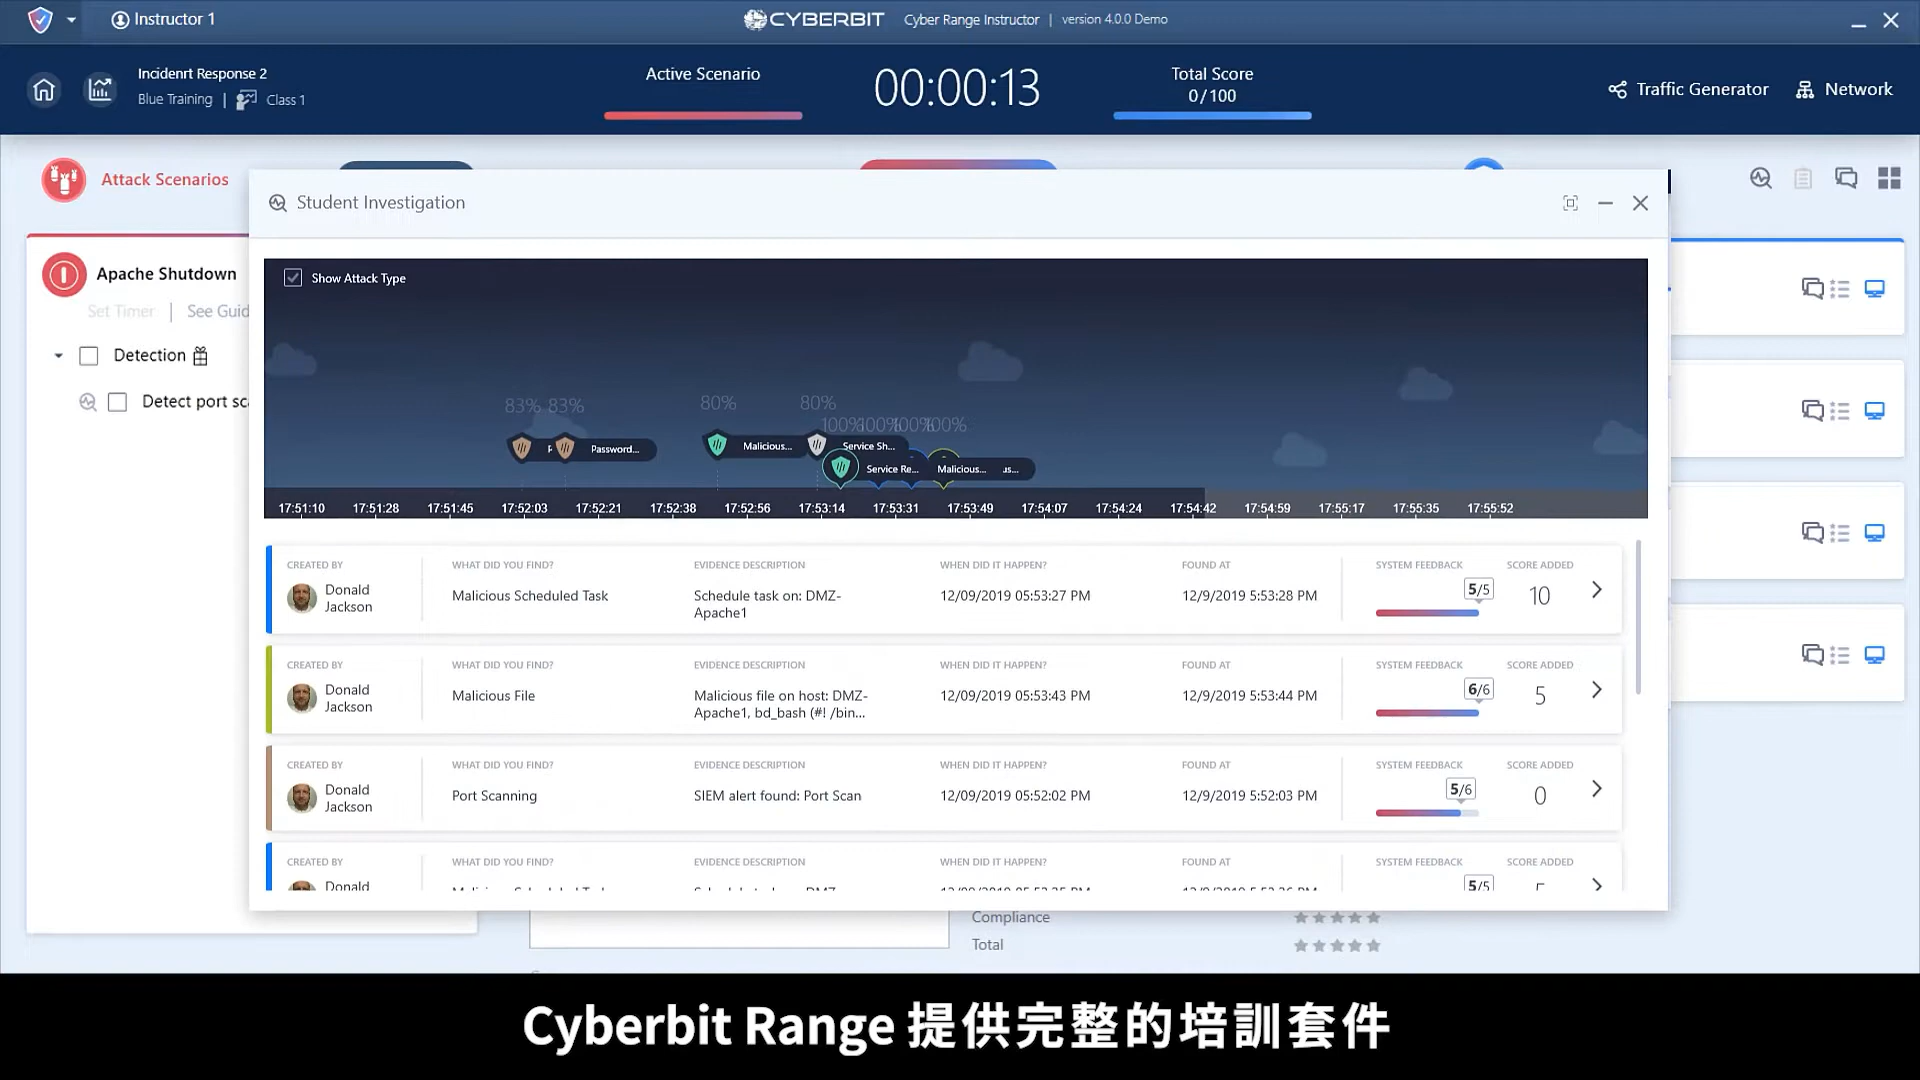 Instructor 1
CYBERBIT Cyber Range Instructor | version 4.0.0 Demo
Incidenrt Response 2
Blue Training | Class 1
Active Scenario
00:00:13
Total Score
0/100
Traffic Generator
Network
Attack Scenarios
Student Investigation
Apache Shutdown
Set Timer | See Guid
Detection
Detect port sca
Show Attack Type
83% 83% 80% 80%
100% 100% 100% 100%
Password... Malicious... Service Sh...
Service Re... Malicious... us...
17:51:10 17:51:28 17:51:45 17:52:03 17:52:21 17:52:38 17:52:56 17:53:14 17:53:31 17:53:49 17:54:07 17:54:24 17:54:42 17:54:59 17:55:17 17:55:35 17:55:52
CREATED BY WHAT DID YOU FIND? EVIDENCE DESCRIPTION WHEN DID IT HAPPEN? FOUND AT SYSTEM FEEDBACK SCORE ADDED
Donald Jackson Malicious Scheduled Task Schedule task on: DMZ-Apache1 12/09/2019 05:53:27 PM 12/9/2019 5:53:28 PM 5/5 10
CREATED BY WHAT DID YOU FIND? EVIDENCE DESCRIPTION WHEN DID IT HAPPEN? FOUND AT SYSTEM FEEDBACK SCORE ADDED
Donald Jackson Malicious File Malicious file on host: DMZ-Apache1, bd_bash (#! /bin... 12/09/2019 05:53:43 PM 12/9/2019 5:53:44 PM 6/6 5
CREATED BY WHAT DID YOU FIND? EVIDENCE DESCRIPTION WHEN DID IT HAPPEN? FOUND AT SYSTEM FEEDBACK SCORE ADDED
Donald Jackson Port Scanning SIEM alert found: Port Scan 12/09/2019 05:52:02 PM 12/9/2019 5:52:03 PM 5/6 0
CREATED BY WHAT DID YOU FIND? EVIDENCE DESCRIPTION WHEN DID IT HAPPEN? FOUND AT SYSTEM FEEDBACK SCORE ADDED
Donald 5/5
Compliance
Total
Cyberbit Range 提供完整的培訓套件